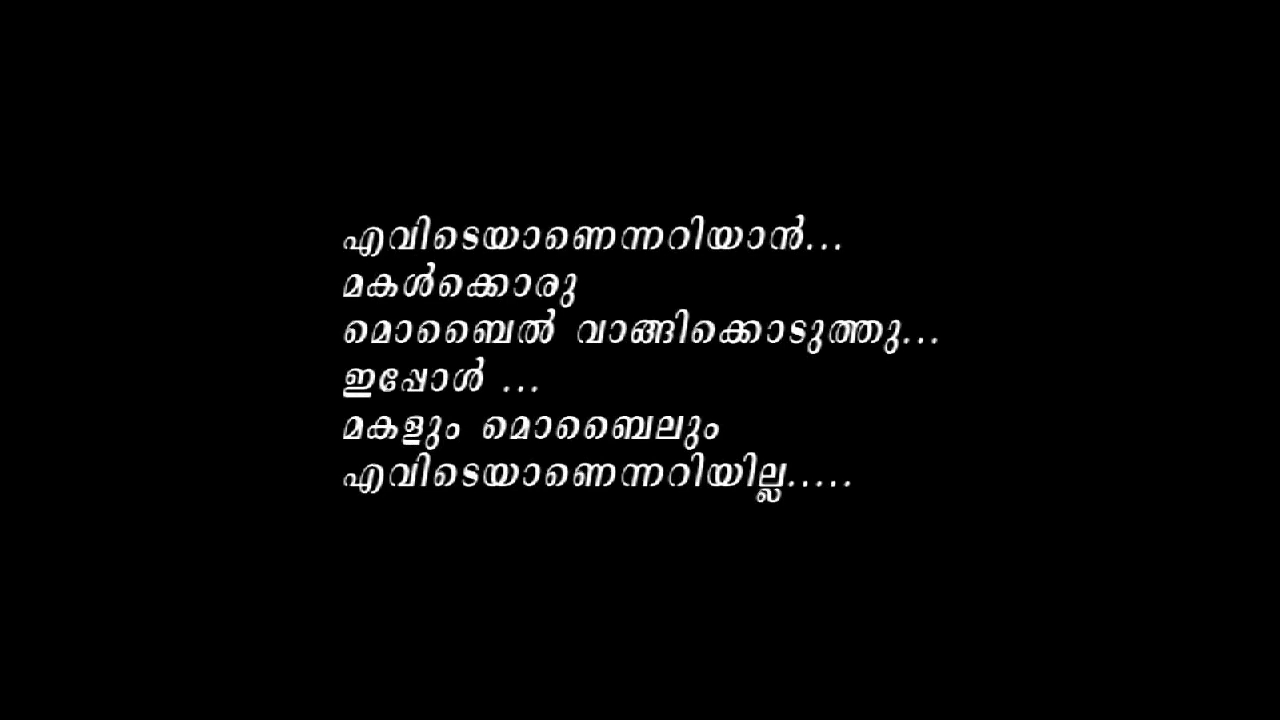 എവിടെയാണെന്നറിയാൻ...
മകൾക്കൊരു
മൊബൈൽ വാങ്ങിക്കൊടുത്തു...
ഇപ്പോൾ ...
മകളും മൊബൈലും
എവിടെയാണെന്നറിയില്ല.....